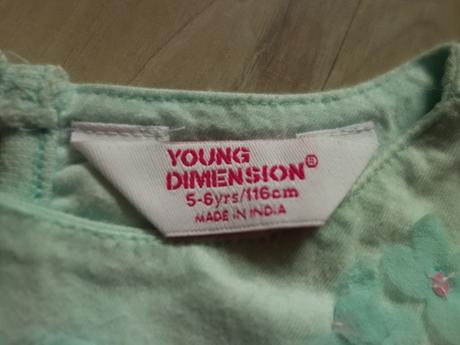 YOUNG
DIMENSION®
5-6yrs/116cm
MADE IN INDIA